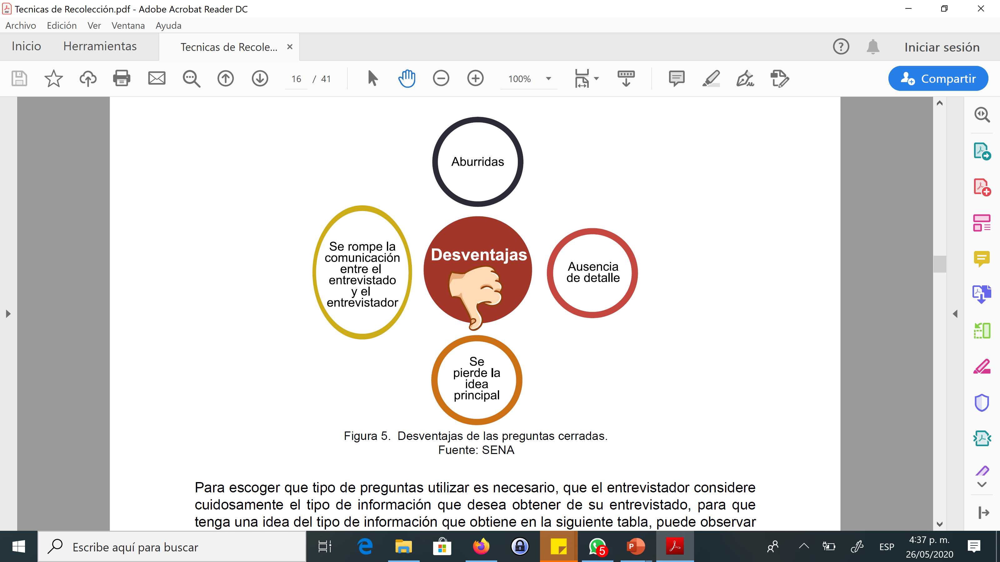 Tecnicas de Recolección.pdf - Adobe Acrobat Reader DC
Archivo Edición Ver Ventana Ayuda
Inicio Herramientas Tecnicas de Recole... × Iniciar sesión
16 / 41 100% Compartir
Aburridas
Se rompe la
comunicación
entre el
entrevistado
y el
entrevistador
Desventajas
Ausencia
de detalle
Se
pierde la
idea
principal
Figura 5. Desventajas de las preguntas cerradas.
Fuente: SENA
Para escoger que tipo de preguntas utilizar es necesario, que el entrevistador considere
cuidosamente el tipo de información que desea obtener de su entrevistado, para que
tenga una idea del tipo de información que obtiene en la siguiente tabla, puede observar
Escribe aquí para buscar
5
P
ESP
4:37 p. m.
26/05/2020